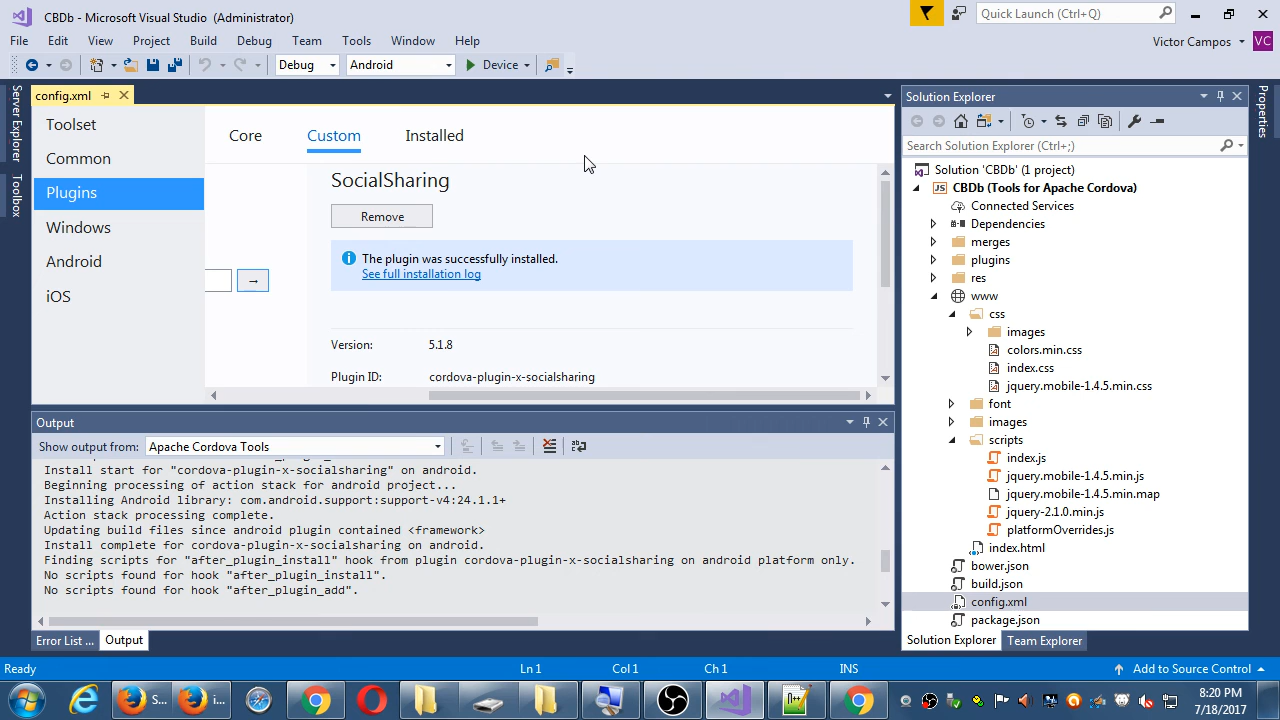 CBDb - Microsoft Visual Studio (Administrator)
Quick Launch (Ctrl+Q)
File Edit View Project Build Debug Team Tools Window Help
Victor Campos VC
Debug Android Device
Server Explorer
Toolbox
config.xml
Toolset
Common
Plugins
Windows
Android
iOS
Core Custom Installed
SocialSharing
Remove
The plugin was successfully installed.
See full installation log
Version: 5.1.8
Plugin ID: cordova-plugin-x-socialsharing
Output
Show output from: Apache Cordova Tools
Install start for "cordova-plugin-x-socialsharing" on android.
Beginning processing of action stack for android project...
Installing Android library: com.android.support:support-v4:24.1.1+
Action stack processing complete.
Updating build files since android plugin contained <framework>
Install complete for cordova-plugin-x-socialsharing on android.
Finding scripts for "after_plugin_install" hook from plugin cordova-plugin-x-socialsharing on android platform only.
No scripts found for hook "after_plugin_install".
No scripts found for hook "after_plugin_add".
Error List ... Output
Solution Explorer
Search Solution Explorer (Ctrl+;)
Solution 'CBDb' (1 project)
JS CBDb (Tools for Apache Cordova)
Connected Services
Dependencies
merges
plugins
res
www
css
images
colors.min.css
index.css
jquery.mobile-1.4.5.min.css
font
images
scripts
index.js
jquery.mobile-1.4.5.min.js
jquery.mobile-1.4.5.min.map
jquery-2.1.0.min.js
platformOverrides.js
index.html
bower.json
build.json
config.xml
package.json
Solution Explorer Team Explorer
Properties
Ready Ln 1 Col 1 Ch 1 INS Add to Source Control
S... i...
8:20 PM
7/18/2017